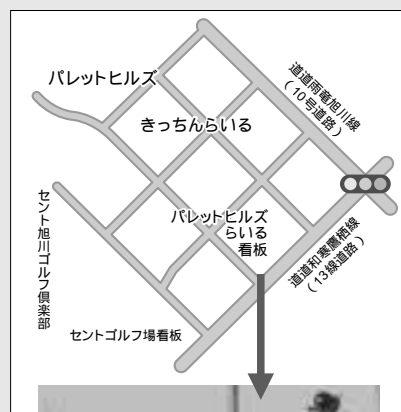 パレットヒルズ
道道雨竜旭川線
(10号道路)
きっちんらいる
パレットヒルズ
らいる
看板
セント旭川ゴルフ倶楽部
道道和寒鷹栖線
(13線道路)
セントゴルフ場看板